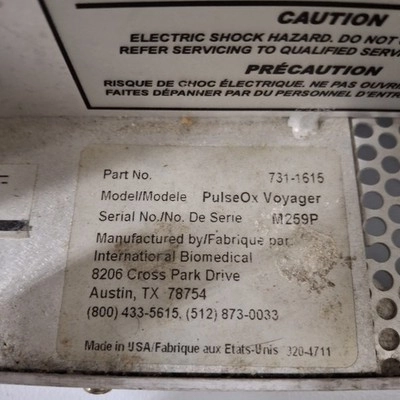 CAUTION
ELECTRIC SHOCK HAZARD. DO NOT
REFER SERVICING TO QUALIFIED
PRÉCAUTION
RISQUE DE CHOC ÉLECTRIQUE. NE PAS
FAITES DÉPANNER PAR DU PERSONNEL
Part No. 731-1615
Model/Modele PulseOx Voyager
Serial No./No. De Serie M259P
Manufactured by/Fabrique par
International Biomedical
8206 Cross Park Drive
Austin, TX 78754
(800) 433-5615, (512) 873-0033
Made in USA/Fabrique aux Etats-Unis 320-4711